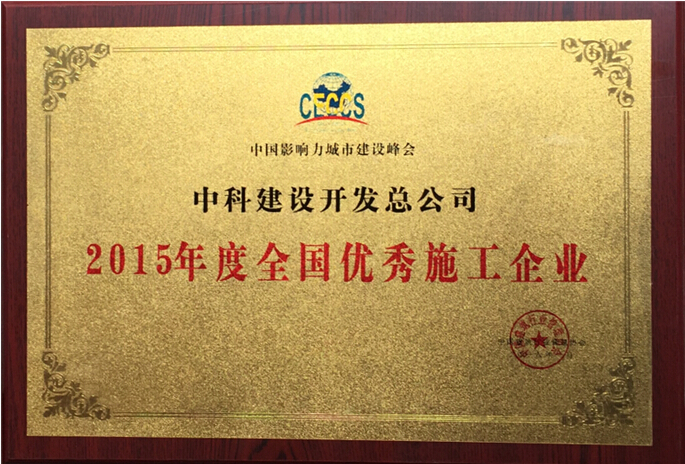 CECCS
中国影响力城市建设峰会
中科建设开发总公司
2015年度全国优秀施工企业